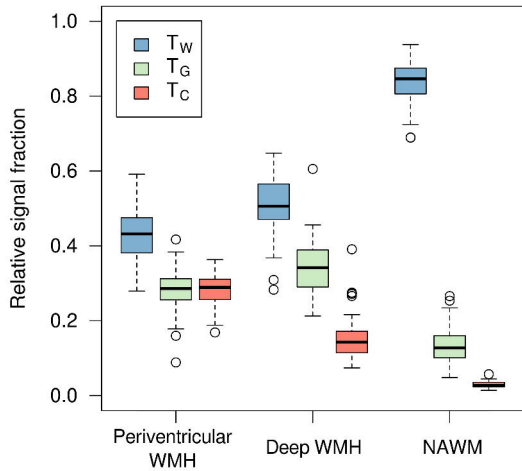 1.0
0.8
0.6
0.4
0.2
0.0
Relative signal fraction
T_W
T_G
T_C
Periventricular
WMH
Deep WMH
NAWM